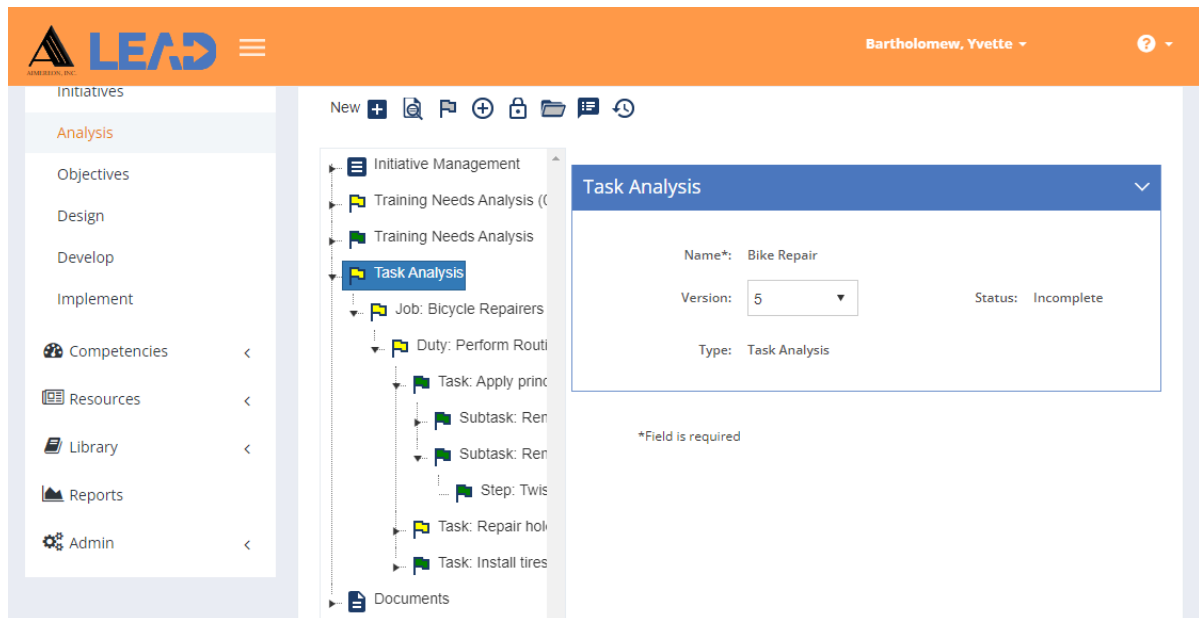 AIMEREON, INC.
LEAD
Bartholomew, Yvette
?
Initiatives
Analysis
Objectives
Design
Develop
Implement
Competencies
Resources
Library
Reports
Admin
New
Initiative Management
Training Needs Analysis (
Training Needs Analysis
Task Analysis
Job: Bicycle Repairers
Duty: Perform Routi
Task: Apply princ
Subtask: Ren
Subtask: Ren
Step: Twis
Task: Repair hol
Task: Install tires
Documents
Task Analysis
Name*: Bike Repair
Version: 5 Status: Incomplete
Type: Task Analysis
*Field is required